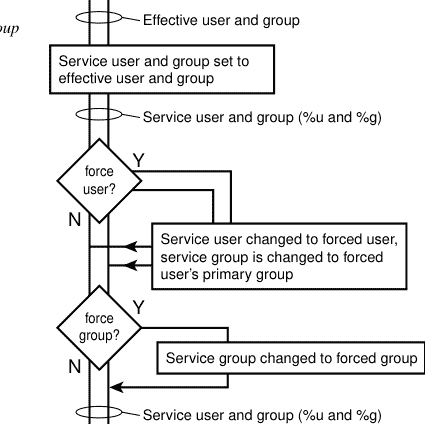 Effective user and group
Service user and group set to
effective user and group
Service user and group (%u and %g)
Y
force
user?
N
Service user changed to forced user,
service group is changed to forced
user's primary group
Y
force
group?
Service group changed to forced group
N
Service user and group (%u and %g)